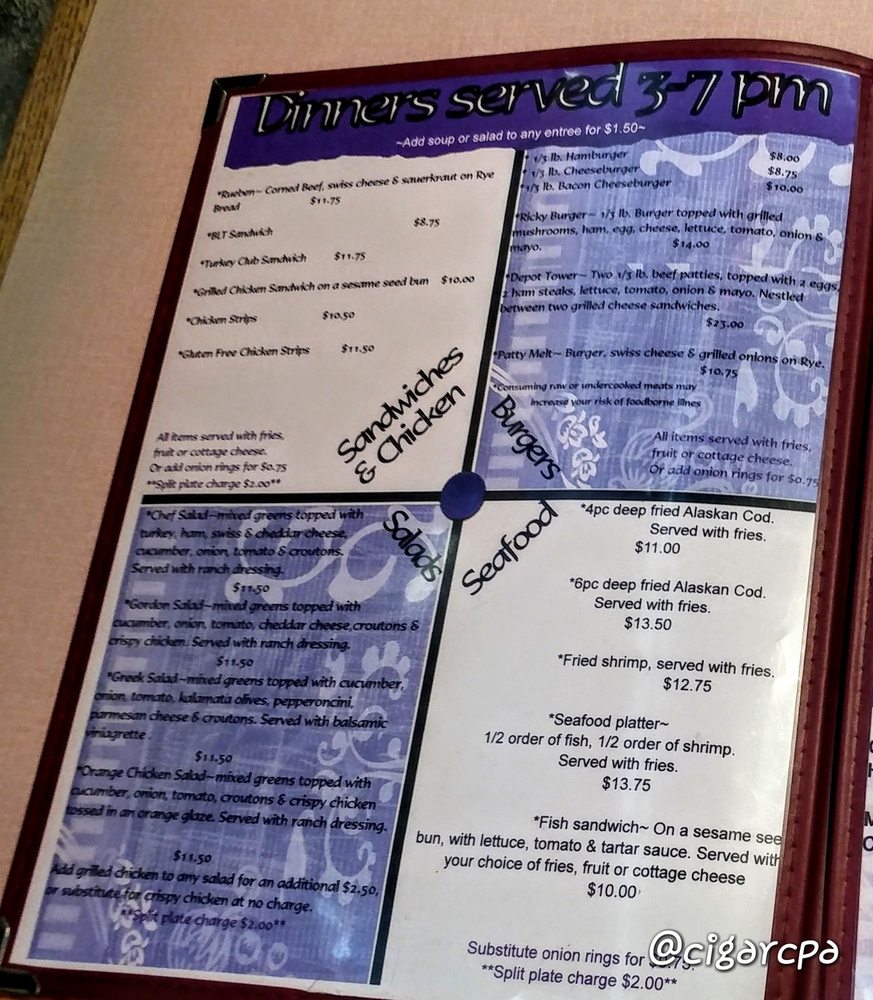 Dinners served 3-7 pm
~Add soup or salad to any entree for $1.50~
*Rueben~ Corned Beef, swiss cheese & sauerkraut on Rye
Bread $11.75
*BLT Sandwich $8.75
*Turkey Club Sandwich $11.75
*Grilled Chicken Sandwich on a sesame seed bun $10.00
*Chicken Strips $10.50
*Gluten Free Chicken Strips $11.50
Sandwiches
& Chicken
All items served with fries,
fruit or cottage cheese.
Or add onion rings for $0.75
**Split plate charge $2.00**
* 1/3 lb. Hamburger $8.00
* 1/3 lb. Cheeseburger $8.75
*1/3 lb. Bacon Cheeseburger $10.00
*Ricky Burger~ 1/3 lb. Burger topped with grilled
mushrooms, ham, egg, cheese, lettuce, tomato, onion &
mayo. $14.00
*Depot Tower~ Two 1/3 lb. beef patties, topped with 2 eggs,
2 ham steaks, lettuce, tomato, onion & mayo. Nestled
between two grilled cheese sandwiches.
$23.00
*Patty Melt~ Burger, swiss cheese & grilled onions on Rye.
$10.75
*Consuming raw or undercooked meats may
increase your risk of foodborne illnes
Burgers
All items served with fries,
fruit or cottage cheese.
Or add onion rings for $0.75
*Chef Salad~mixed greens topped with
turkey, ham, swiss & cheddar cheese,
cucumber, onion, tomato & croutons.
Served with ranch dressing.
$11.50
*Gordon Salad~mixed greens topped with
cucumber, onion, tomato, cheddar cheese,croutons &
crispy chicken. Served with ranch dressing.
$11.50
*Greek Salad~mixed greens topped with cucumber,
onion, tomato, kalamata olives, pepperoncini,
parmesan cheese & croutons. Served with balsamic
viniagrette .
$11.50
*Orange Chicken Salad~mixed greens topped with
cucumber, onion, tomato, croutons & crispy chicken
tossed in an orange glaze. Served with ranch dressing.
$11.50
Add grilled chicken to any salad for an additional $2.50,
or substitute for crispy chicken at no charge.
**Split plate charge $2.00**
Salads
Seafood
*4pc deep fried Alaskan Cod.
Served with fries.
$11.00
*6pc deep fried Alaskan Cod.
Served with fries.
$13.50
*Fried shrimp, served with fries.
$12.75
*Seafood platter~
1/2 order of fish, 1/2 order of shrimp.
Served with fries.
$13.75
*Fish sandwich~ On a sesame see
bun, with lettuce, tomato & tartar sauce. Served with
your choice of fries, fruit or cottage cheese
$10.00
Substitute onion rings for
**Split plate charge $2.00**
@cigarcpa